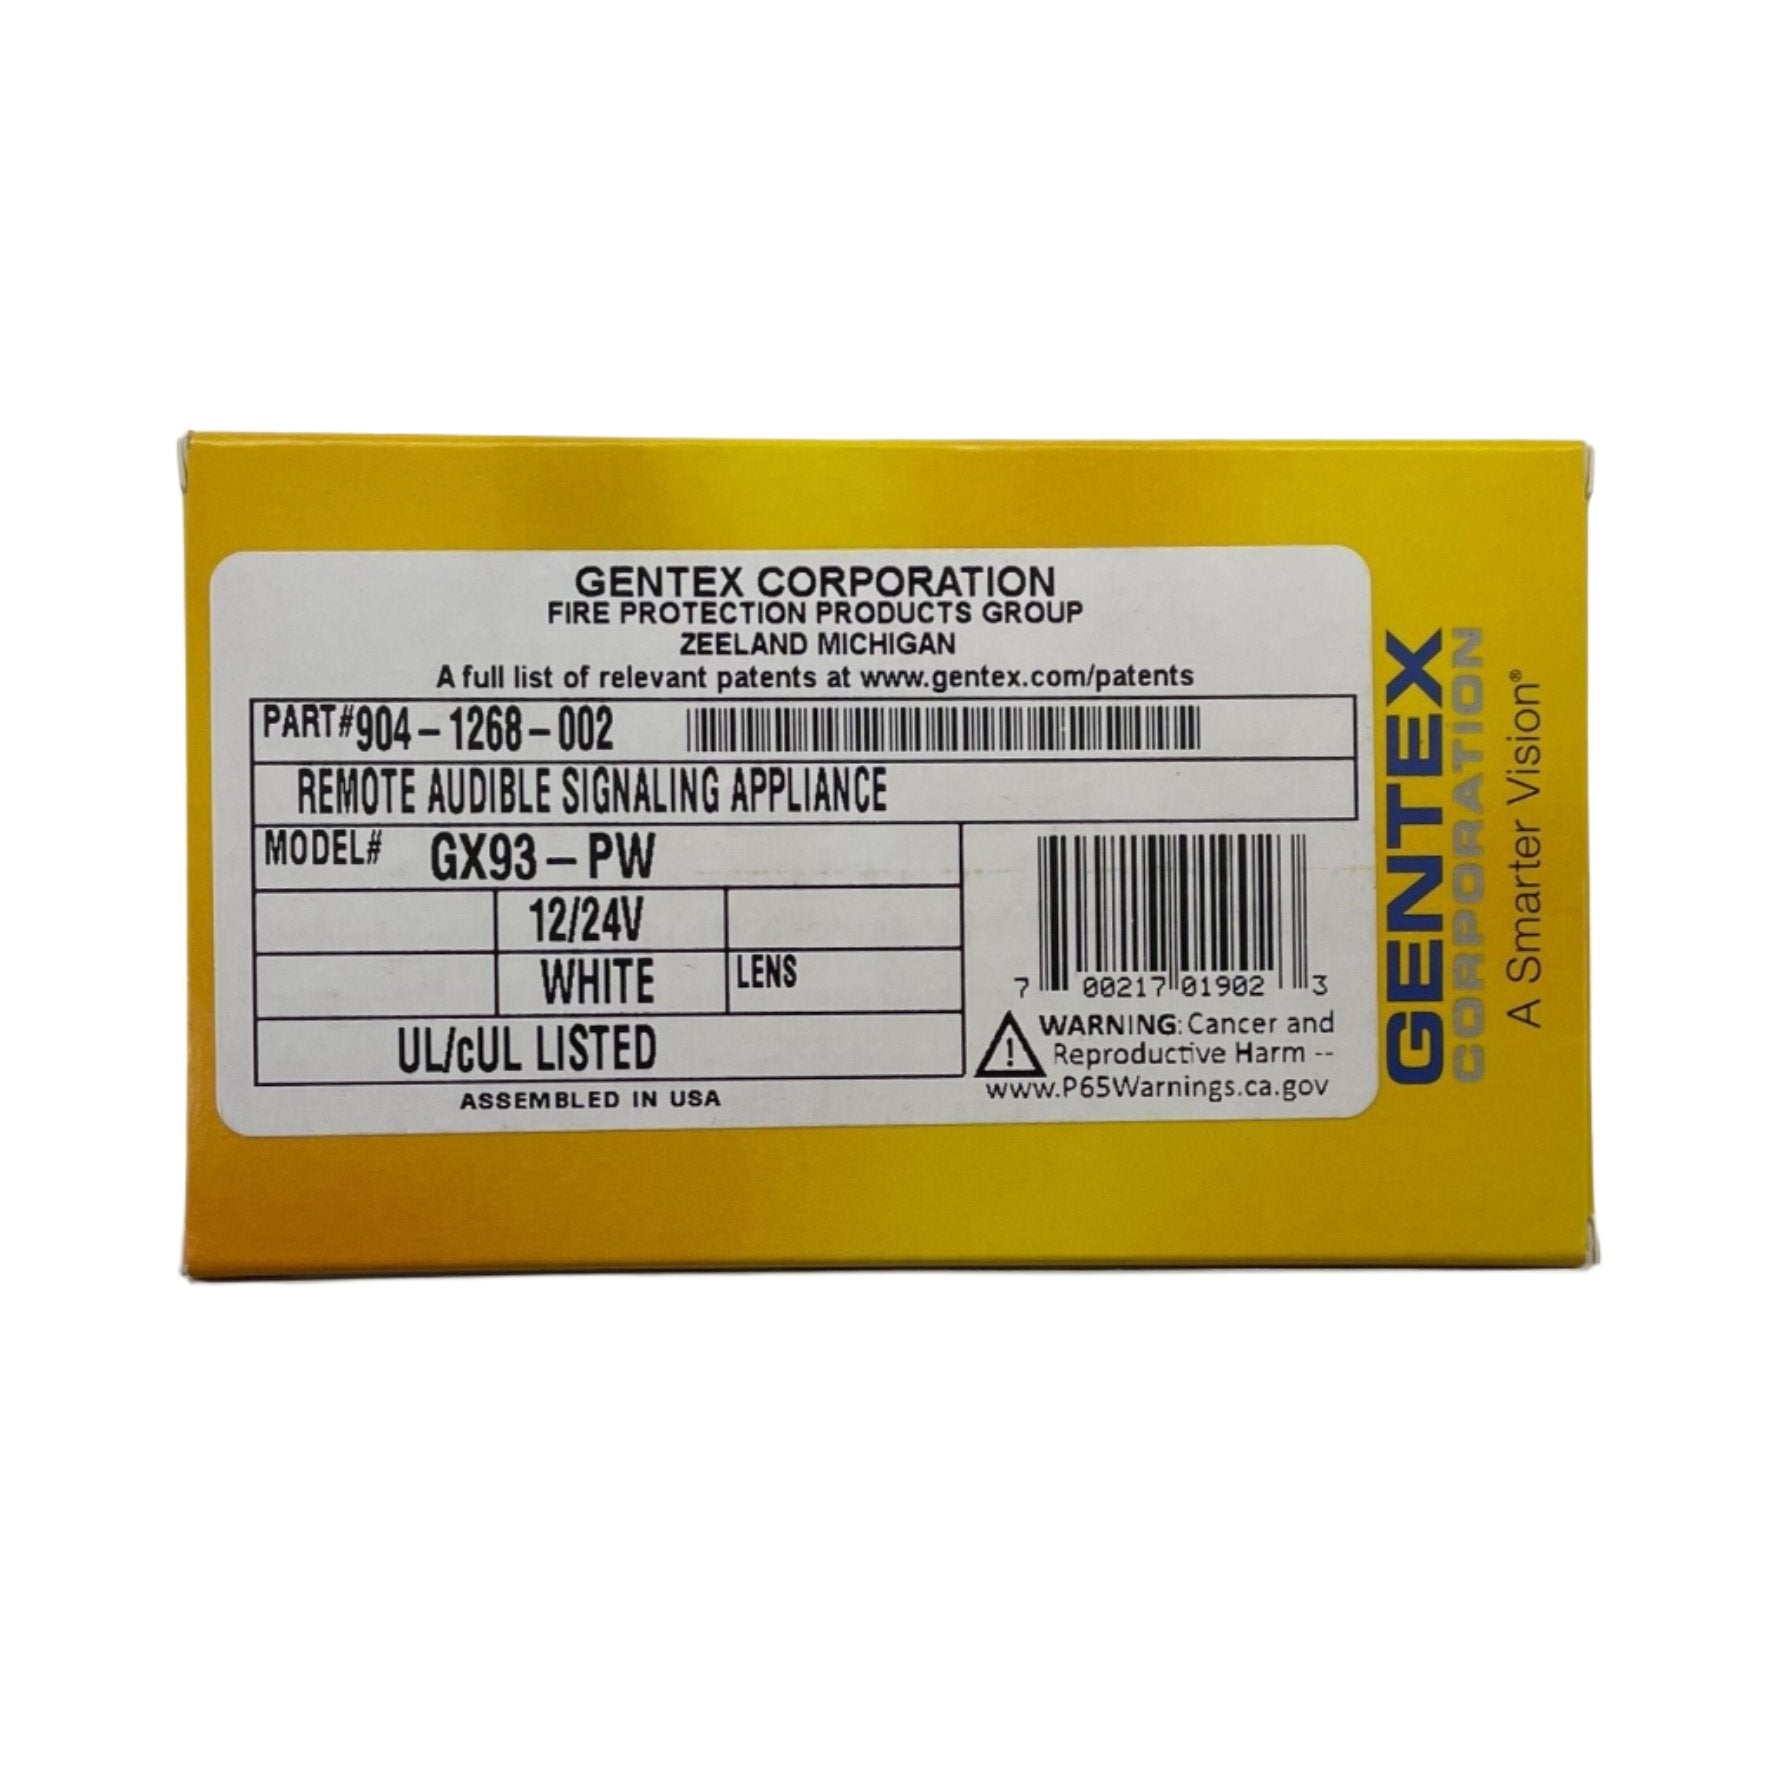 GENTEX CORPORATION
FIRE PROTECTION PRODUCTS GROUP
ZEELAND MICHIGAN
A full list of relevant patents at www.gentex.com/patents
PART# 904-1268-002
REMOTE AUDIBLE SIGNALING APPLIANCE
MODEL# GX93-PW
12/24V
WHITE LENS
UL/cUL LISTED
ASSEMBLED IN USA
7 00217 01902 3
WARNING: Cancer and
Reproductive Harm --
www.P65Warnings.ca.gov
GENTEX
CORPORATION
A Smarter Vision®